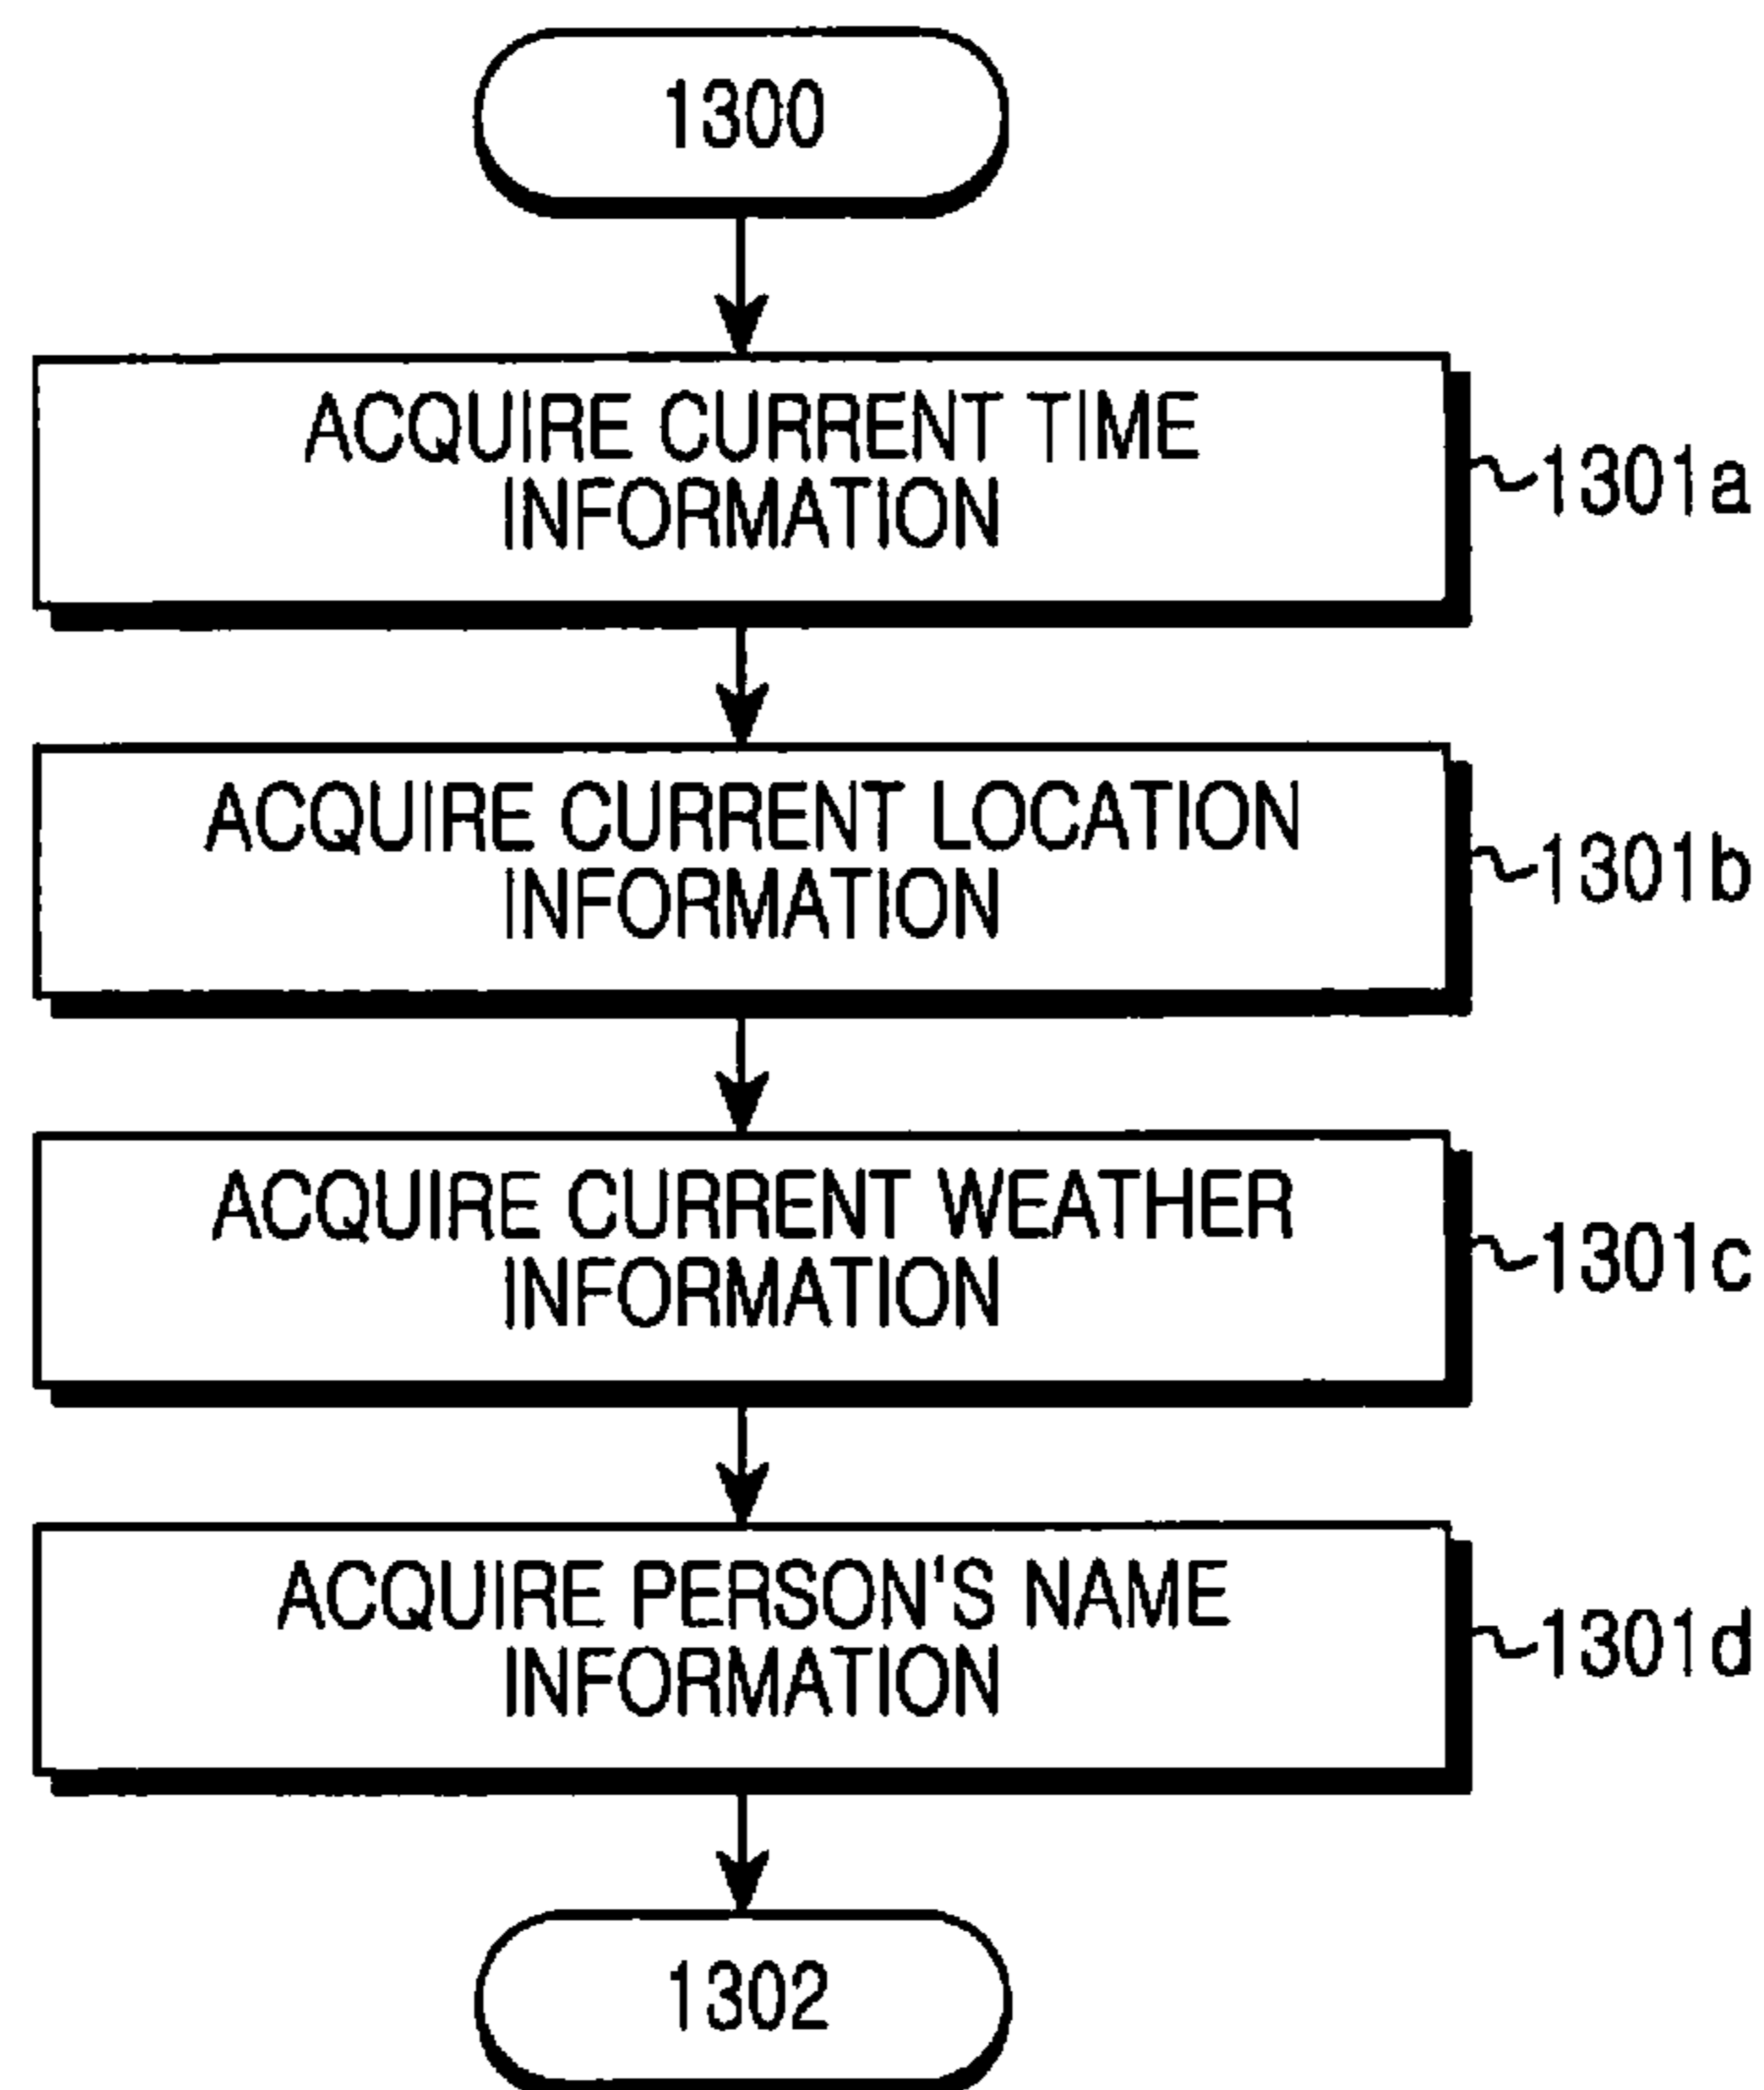 1300
ACQUIRE CURRENT TIME
INFORMATION
1301a
ACQUIRE CURRENT LOCATION
INFORMATION
1301b
ACQUIRE CURRENT WEATHER
INFORMATION
1301c
ACQUIRE PERSON'S NAME
INFORMATION
1301d
1302